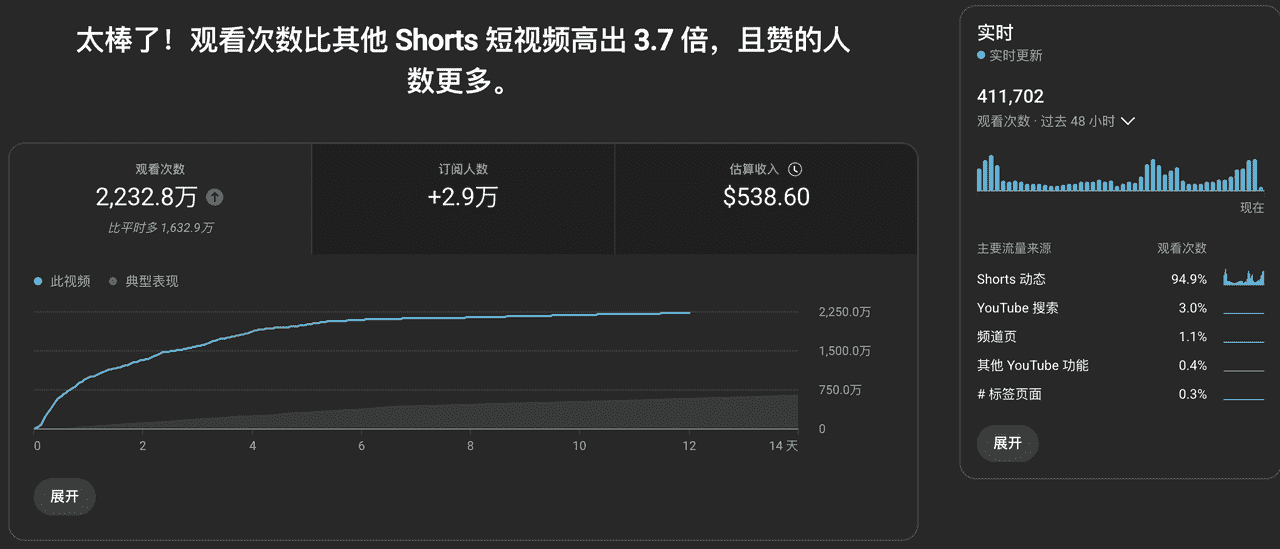 太棒了！观看次数比其他 Shorts 短视频高出 3.7 倍，且赞的人
数更多。
观看次数
2,232.8万
比平时多 1,632.9万
订阅人数
+2.9万
估算收入
$538.60
此视频
典型表现
2,250.0万
1,500.0万
750.0万
0
0 2 4 6 8 10 12 14 天
展开
实时
实时更新
411,702
观看次数 · 过去 48 小时
现在
主要流量来源 观看次数
Shorts 动态 94.9%
YouTube 搜索 3.0%
频道页 1.1%
其他 YouTube 功能 0.4%
# 标签页面 0.3%
展开